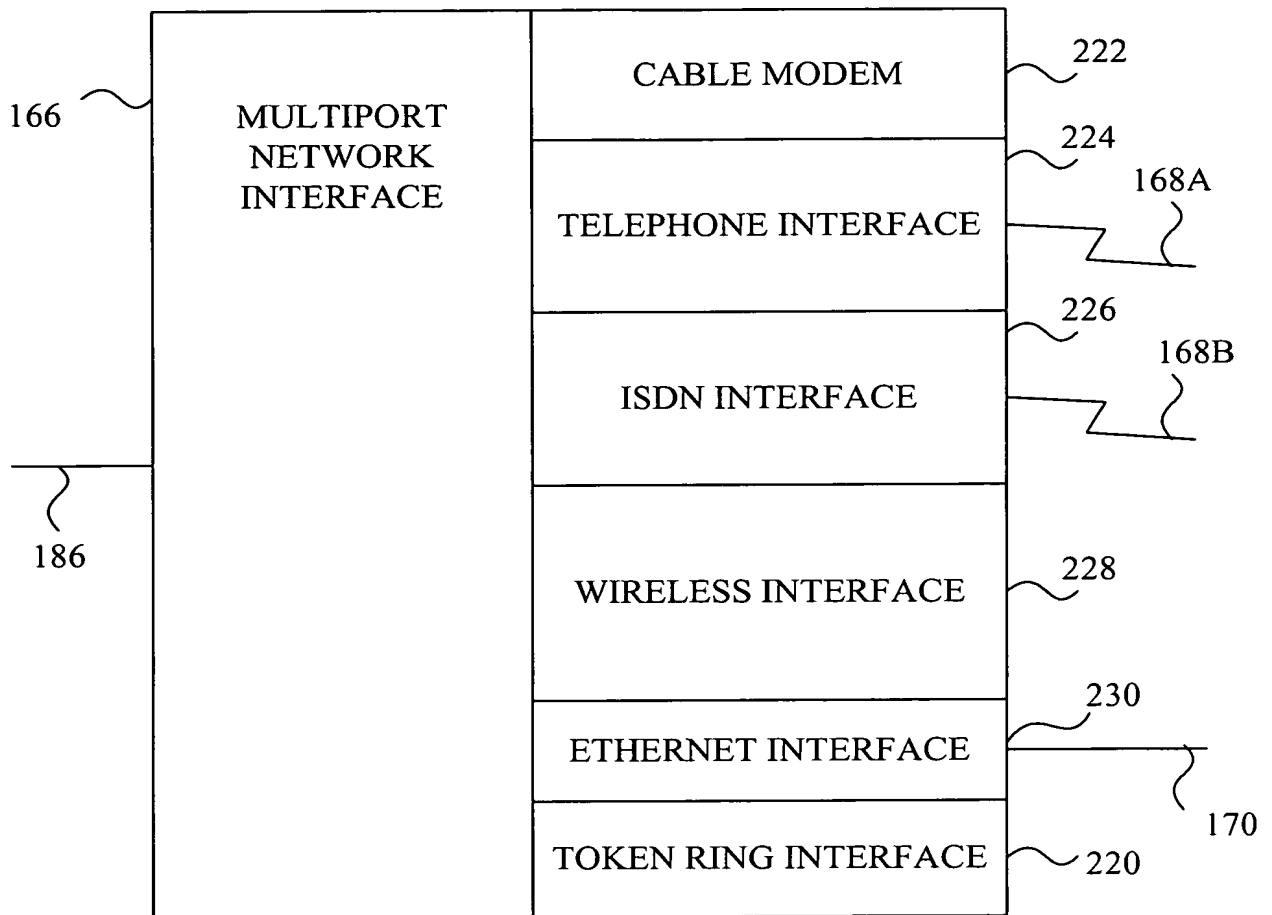 222
CABLE MODEM
166
MULTIPORT
NETWORK
INTERFACE
224
168A
TELEPHONE INTERFACE
226
168B
ISDN INTERFACE
186
WIRELESS INTERFACE
228
230
ETHERNET INTERFACE
170
TOKEN RING INTERFACE
220